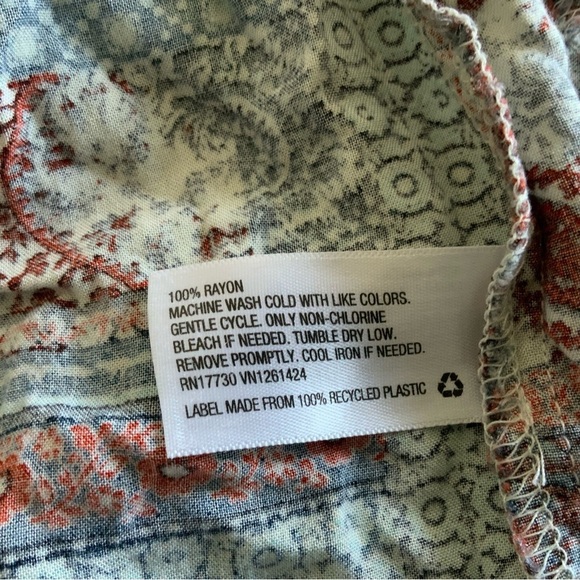 100% RAYON
MACHINE WASH COLD WITH LIKE COLORS.
GENTLE CYCLE. ONLY NON-CHLORINE
BLEACH IF NEEDED. TUMBLE DRY LOW.
REMOVE PROMPTLY. COOL IRON IF NEEDED.
RN17730 VN1261424
LABEL MADE FROM 100% RECYCLED PLASTIC